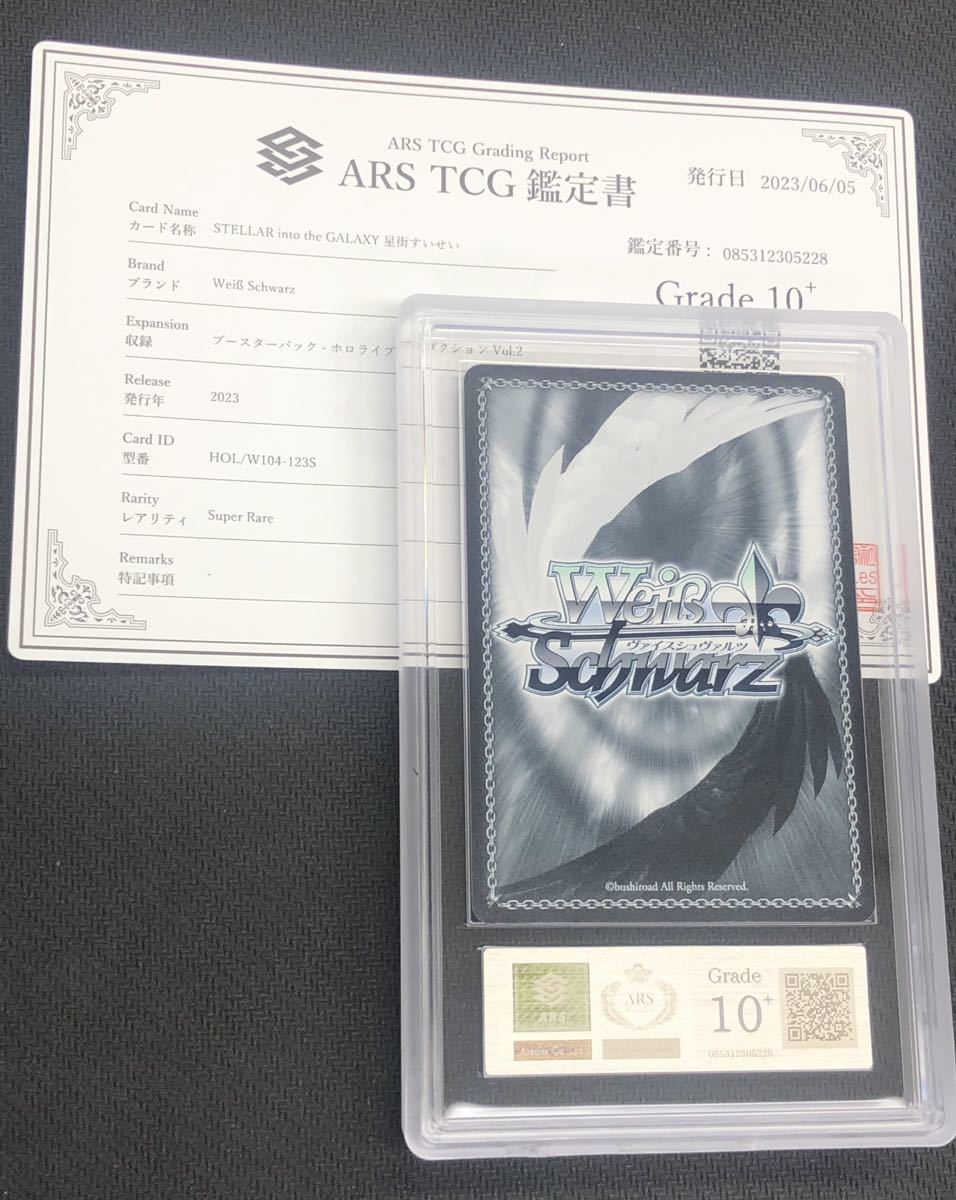 ARS TCG Grading Report
ARS TCG 鑑定書
発行日 2023/06/05
鑑定番号： 085312305228
Grade 10+
Card Name
カード名称 STELLAR into the GALAXY 星街すいせい
Brand
ブランド Weiß Schwarz
Expansion
収録 ブースターパック - ホロライブ クション Vol.2
Release
発行年 2023
Card ID
型番 HOL/W104-123S
Rarity
レアリティ Super Rare
Remarks
特記事項 -
Weiß
ヴァイスシュヴァルツ
Schwarz
©bushiroad All Rights Reserved.
ARS
ARS
Grade
10+
085312305228